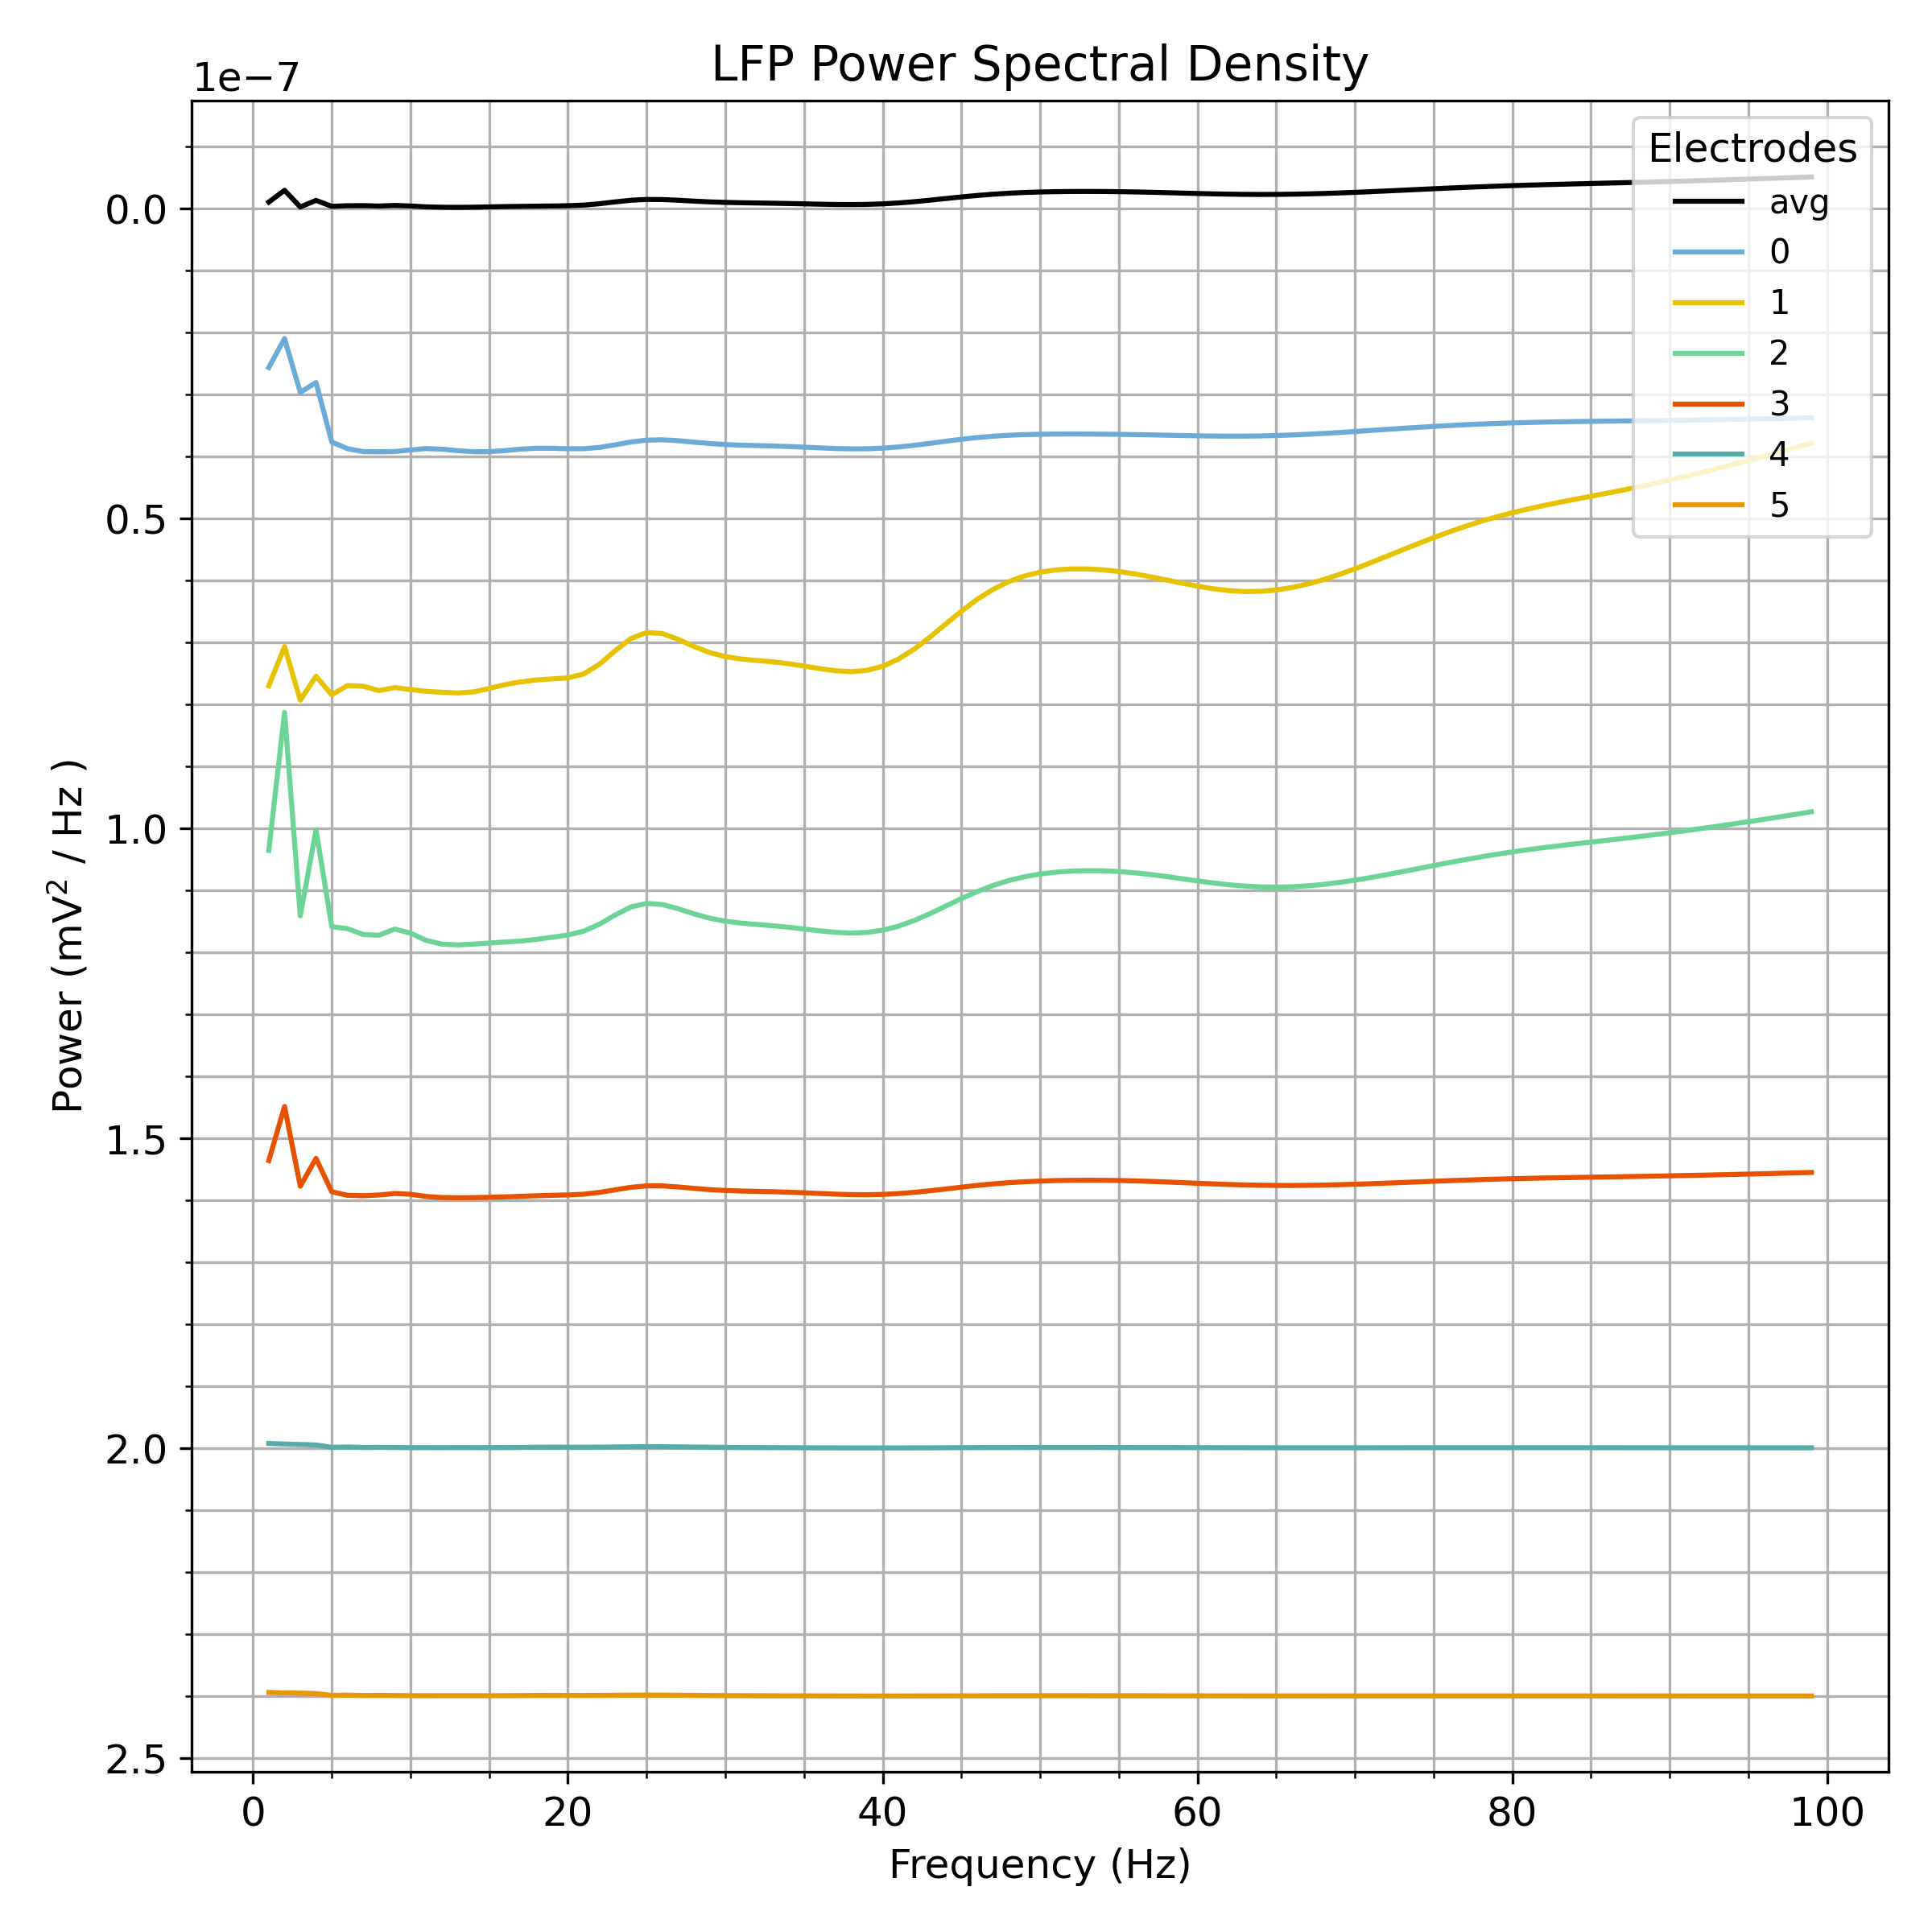 LFP Power Spectral Density
1e−7
Electrodes
avg
0
1
2
3
4
5
0.0
0.5
1.0
1.5
2.0
2.5
Power (mV² / Hz )
0 20 40 60 80 100
Frequency (Hz)